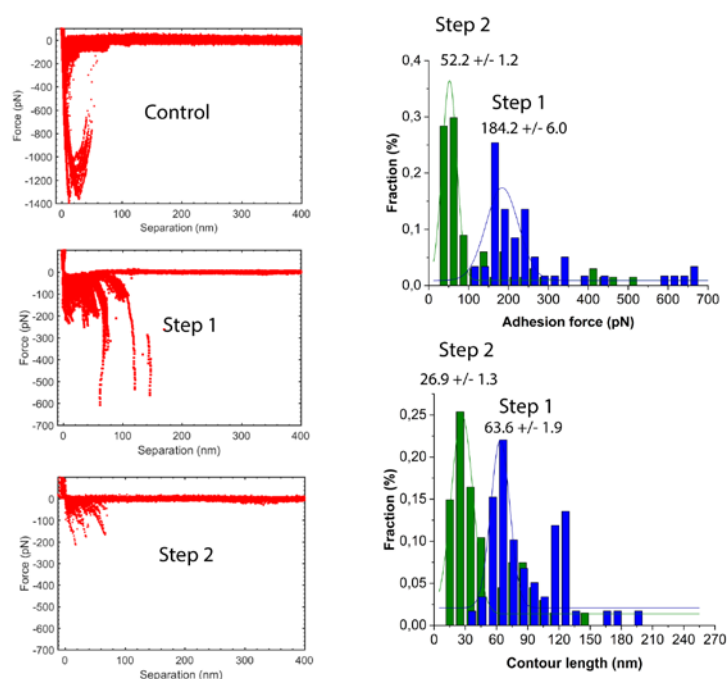 0
-200
-400
-600
-800
-1000
-1200
-1400
Force (pN)
Control
0 100 200 300 400
Separation (nm)
0
-100
-200
-300
-400
-500
-600
-700
Force (pN)
Step 1
0 100 200 300 400
Separation (nm)
0
-100
-200
-300
-400
-500
-600
-700
Force (pN)
Step 2
0 100 200 300 400
Separation (nm)
Step 2
52.2 +/- 1.2
Step 1
184.2 +/- 6.0
0,4
0,3
0,2
0,1
0,0
Fraction (%)
0 100 200 300 400 500 600 700
Adhesion force (pN)
Step 2
26.9 +/- 1.3
Step 1
63.6 +/- 1.9
0,25
0,20
0,15
0,10
0,05
0,00
Fraction (%)
0 30 60 90 120 150 180 210 240 270
Contour length (nm)